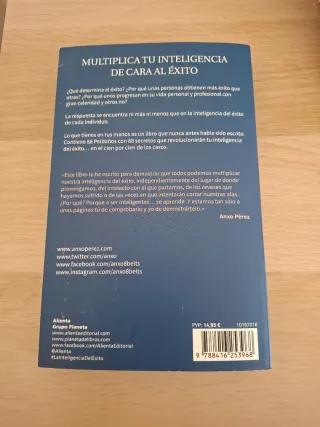 MULTIPLICA TU INTELIGENCIA
DE CARA AL ÉXITO
¿Qué determina el éxito? ¿Por qué unas personas obtienen más éxito que
otras? ¿Por qué unos progresan en su vida personal y profesional con
gran celeridad y otros no?
La respuesta se encuentra ni más ni menos que en la inteligencia del éxito
de cada individuo.
Lo que tienes en tus manos es un libro que nunca antes había sido escrito.
Contiene 88 Peldaños con 88 secretos que revolucionarán tu inteligencia
del éxito... en el cien por cien de los casos.
«Este libro lo he escrito para demostrar que todos podemos multiplicar
nuestra inteligencia del éxito, independientemente del lugar de donde
provengamos, del intelecto con el que partamos, de los reveses que
hayamos sufrido o de las veces en que intentarán cortar nuestras alas.
¿Por qué? Porque a ser inteligentes... se aprende. Y estamos tan sólo a
unas páginas tú de comprobarlo y yo de demostrártelo.»
Anxo Pérez
www.anxoperez.com
www.twitter.com/anxo
www.facebook.com/anxo8belts
www.instagram.com/anxo8belts
Alienta
Grupo Planeta
www.alientaeditorial.com
www.planetadelibros.com
www.facebook.com/AlientaEditorial
@Alienta
#LaInteligenciaDelÉxito
PVP: 14,95 €
10187016
9 788416 253968